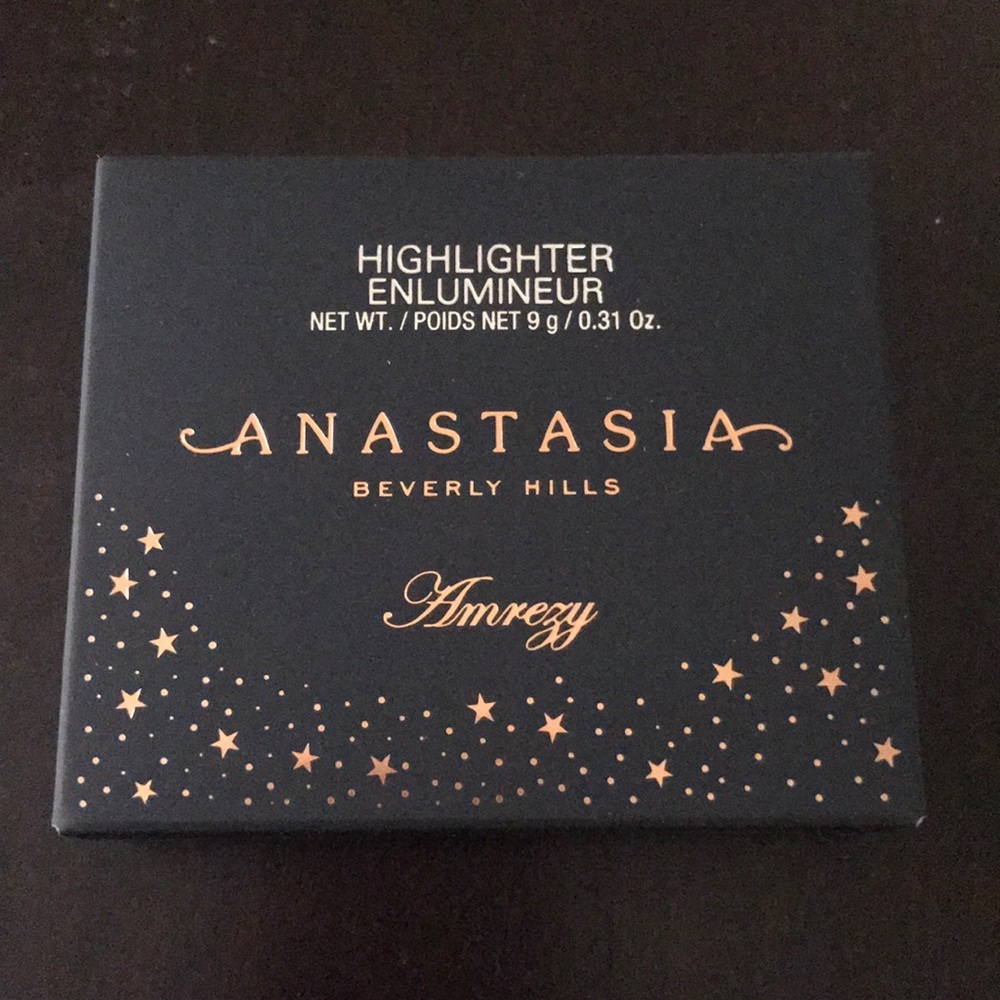 HIGHLIGHTER
ENLUMINEUR
NET WT. / POIDS NET 9 g / 0.31 Oz.
ANASTASIA
BEVERLY HILLS
Amrezy